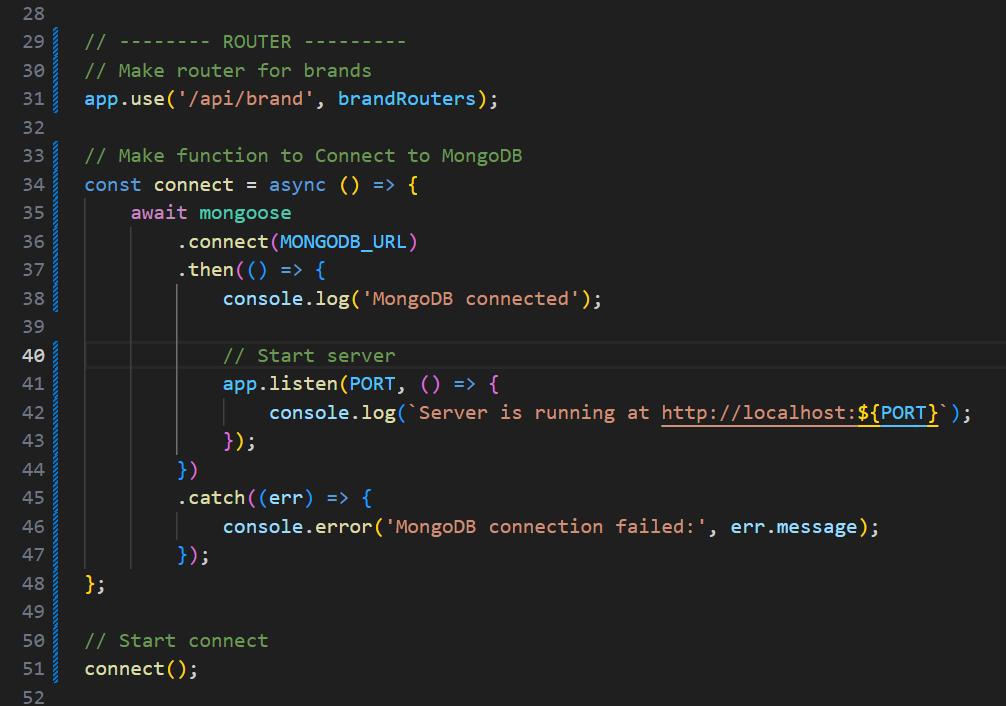 28
29 // -------- ROUTER ---------
30 // Make router for brands
31 app.use('/api/brand', brandRouters);
32
33 // Make function to Connect to MongoDB
34 const connect = async () => {
35     await mongoose
36         .connect(MONGODB_URL)
37         .then(() => {
38             console.log('MongoDB connected');
39
40             // Start server
41             app.listen(PORT, () => {
42                 console.log(`Server is running at http://localhost:${PORT}`);
43             });
44         })
45         .catch((err) => {
46             console.error('MongoDB connection failed:', err.message);
47         });
48 };
49
50 // Start connect
51 connect();
52